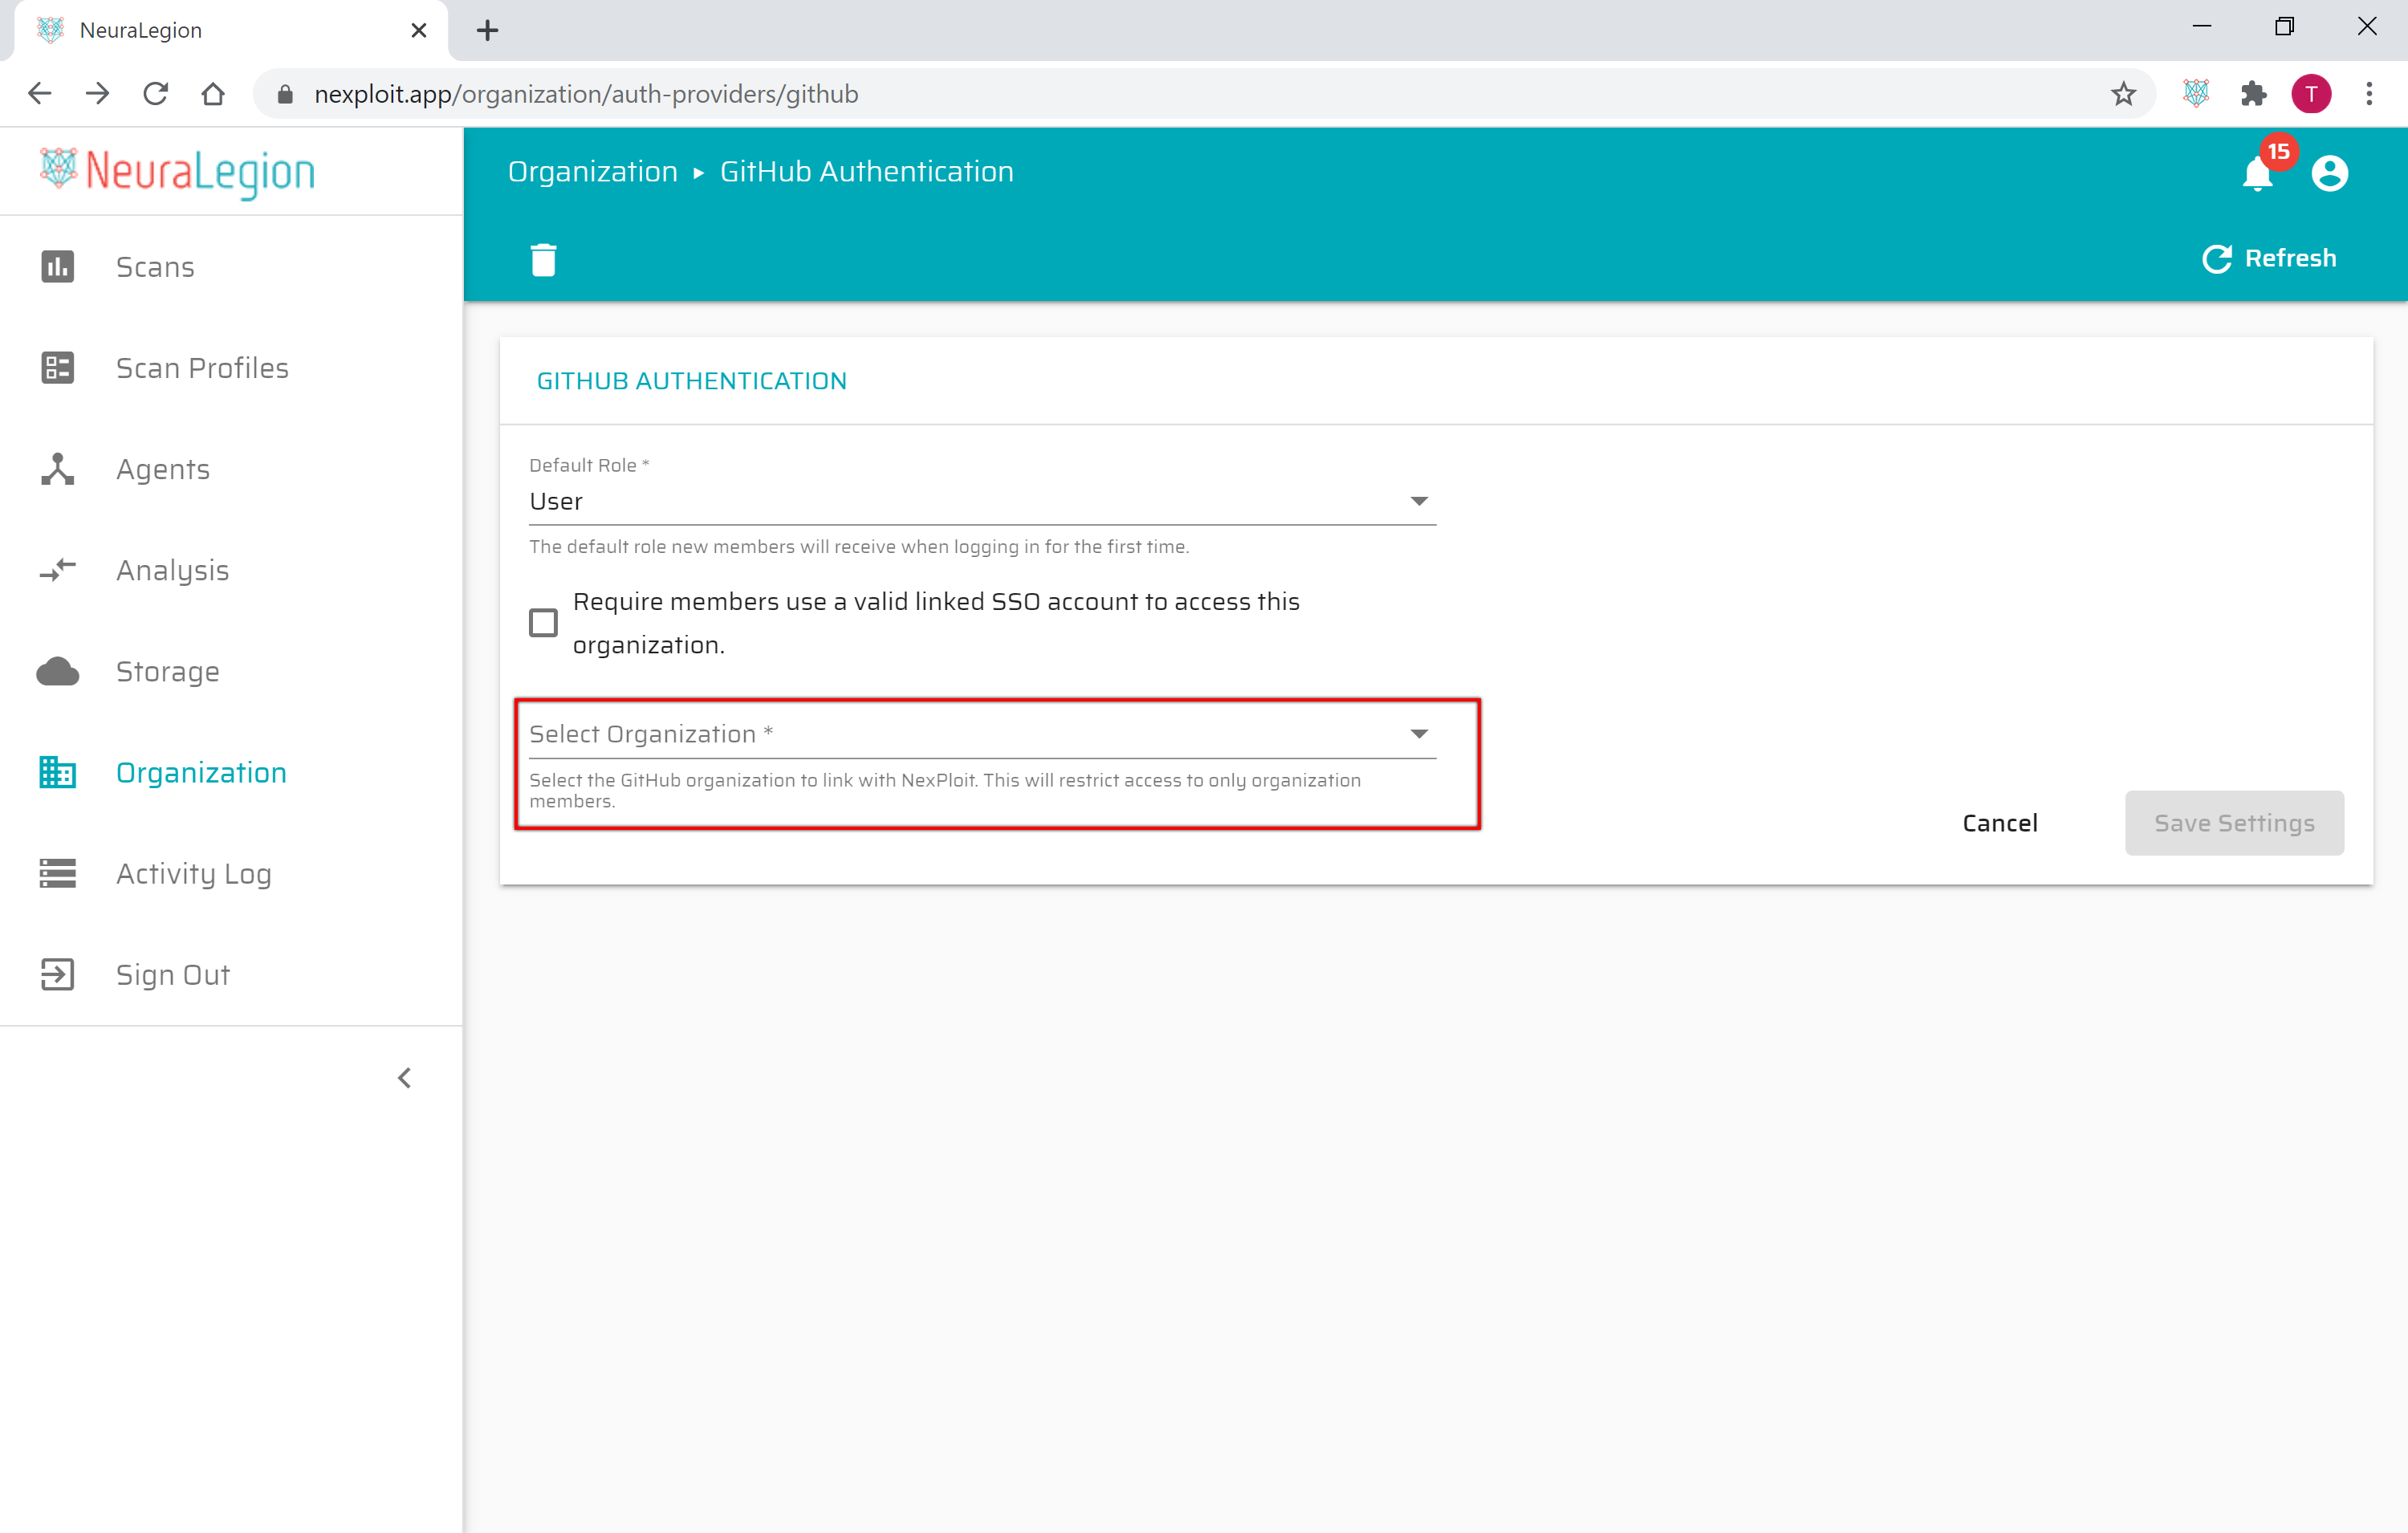 NeuraLegion
nexploit.app/organization/auth-providers/github
T
NeuraLegion
Organization ▸ GitHub Authentication
15
Refresh
Scans
Scan Profiles
Agents
Analysis
Storage
Organization
Activity Log
Sign Out
GITHUB AUTHENTICATION
Default Role *
User
The default role new members will receive when logging in for the first time.
Require members use a valid linked SSO account to access this
organization.
Select Organization *
Select the GitHub organization to link with NexPloit. This will restrict access to only organization
members.
Cancel
Save Settings